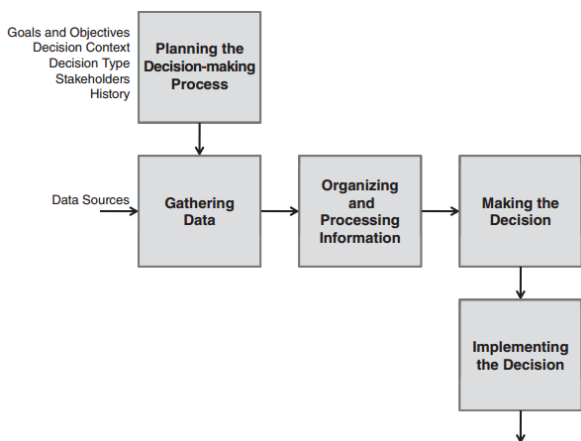 Goals and Objectives
Decision Context
Decision Type
Stakeholders
History
Planning the
Decision-making
Process
Data Sources
Gathering
Data
Organizing
and
Processing
Information
Making the
Decision
Implementing
the Decision